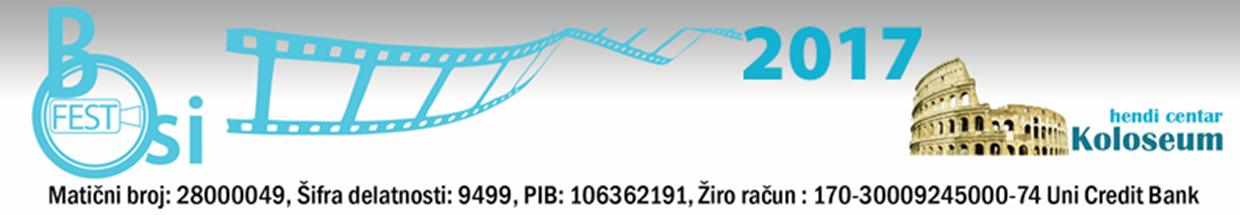 BOsi FEST
2017
hendi centar
Koloseum
Matični broj: 28000049, Šifra delatnosti: 9499, PIB: 106362191, Žiro račun : 170-30009245000-74 Uni Credit Bank